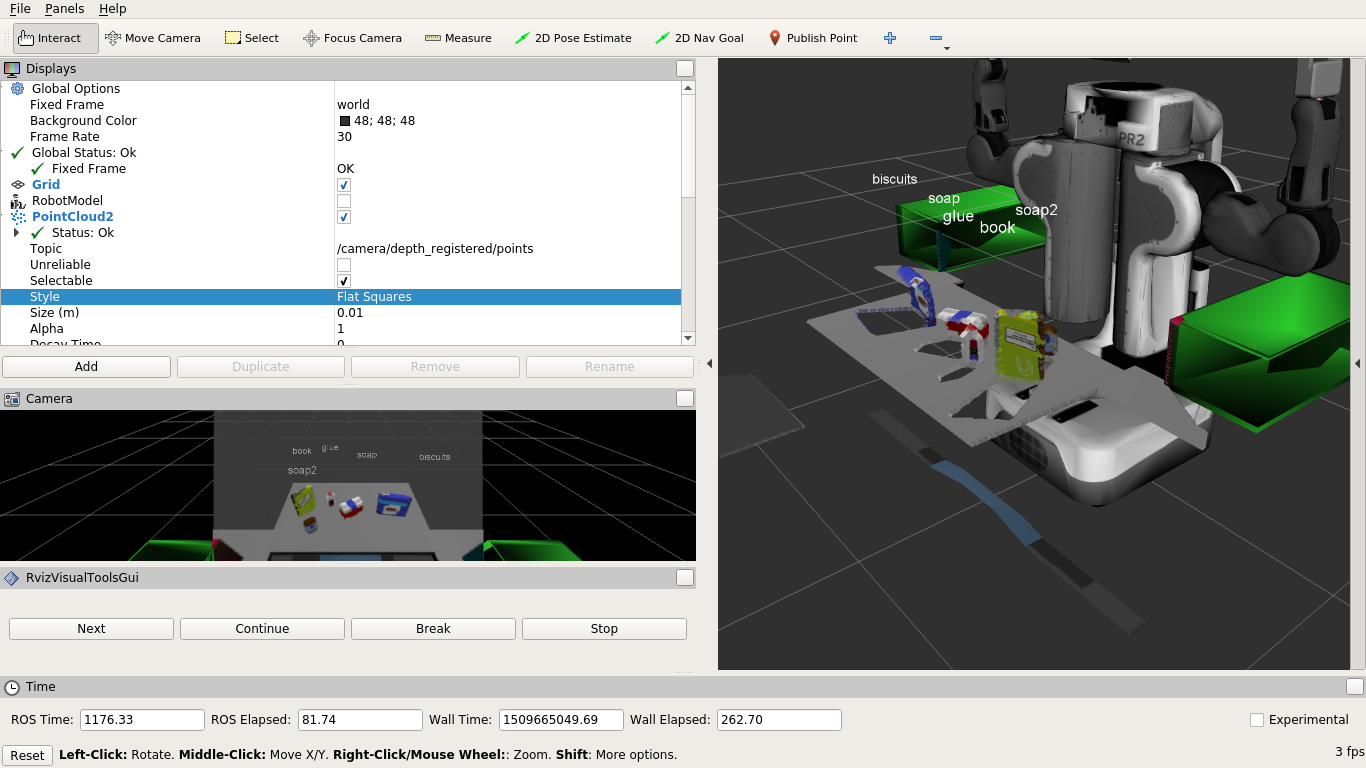 File Panels Help
Interact Move Camera Select Focus Camera Measure 2D Pose Estimate 2D Nav Goal Publish Point
Displays
Global Options
Fixed Frame world
Background Color 48; 48; 48
Frame Rate 30
Global Status: Ok
Fixed Frame OK
Grid
RobotModel
PointCloud2
Status: Ok
Topic /camera/depth_registered/points
Unreliable
Selectable
Style Flat Squares
Size (m) 0.01
Alpha 1
Decay Time 0
Add Duplicate Remove Rename
Camera
book glue soap biscuits
soap2
RvizVisualToolsGui
Next Continue Break Stop
PR2
biscuits
soap
soap2
glue
book
Time
ROS Time: 1176.33 ROS Elapsed: 81.74 Wall Time: 1509665049.69 Wall Elapsed: 262.70 Experimental
Reset Left-Click: Rotate. Middle-Click: Move X/Y. Right-Click/Mouse Wheel:: Zoom. Shift: More options. 3 fps